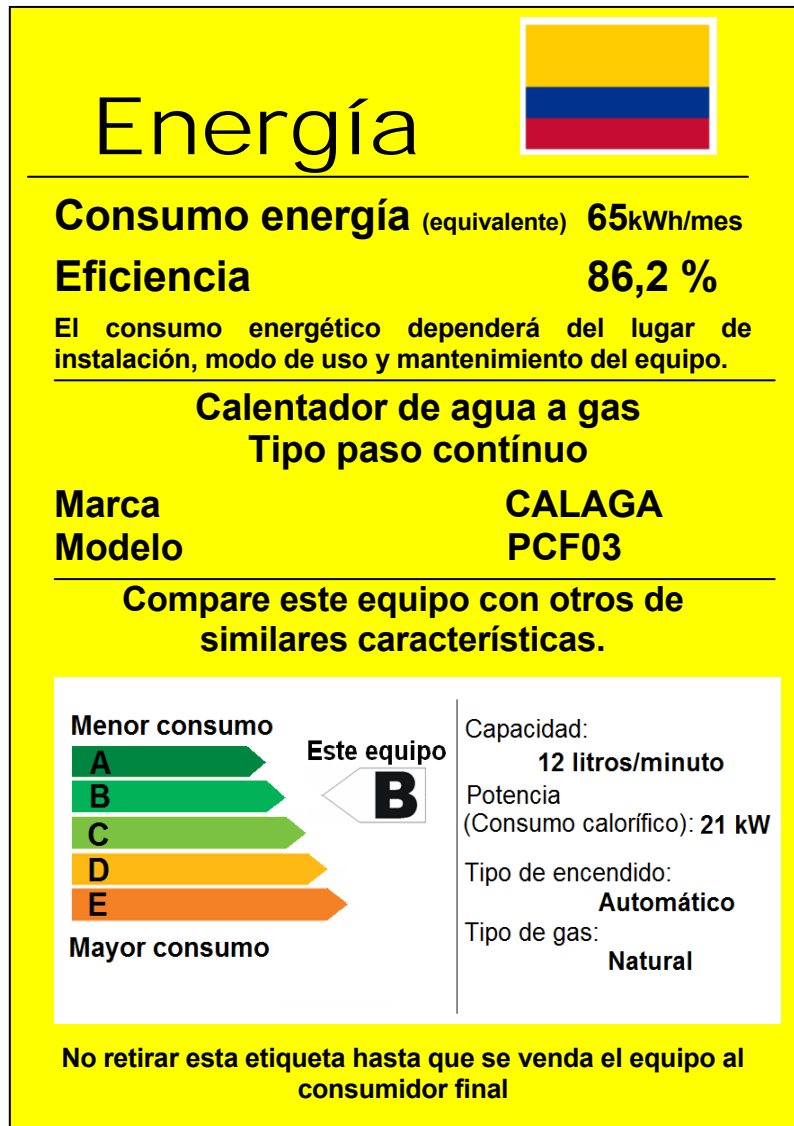 Energía
Consumo energía (equivalente) 65kWh/mes
Eficiencia 86,2 %
El consumo energético dependerá del lugar de
instalación, modo de uso y mantenimiento del equipo.
Calentador de agua a gas
Tipo paso contínuo
Marca CALAGA
Modelo PCF03
Compare este equipo con otros de
similares características.
Menor consumo
A
B
C
D
E
Mayor consumo
Este equipo
B
Capacidad:
12 litros/minuto
Potencia
(Consumo calorífico): 21 kW
Tipo de encendido:
Automático
Tipo de gas:
Natural
No retirar esta etiqueta hasta que se venda el equipo al
consumidor final